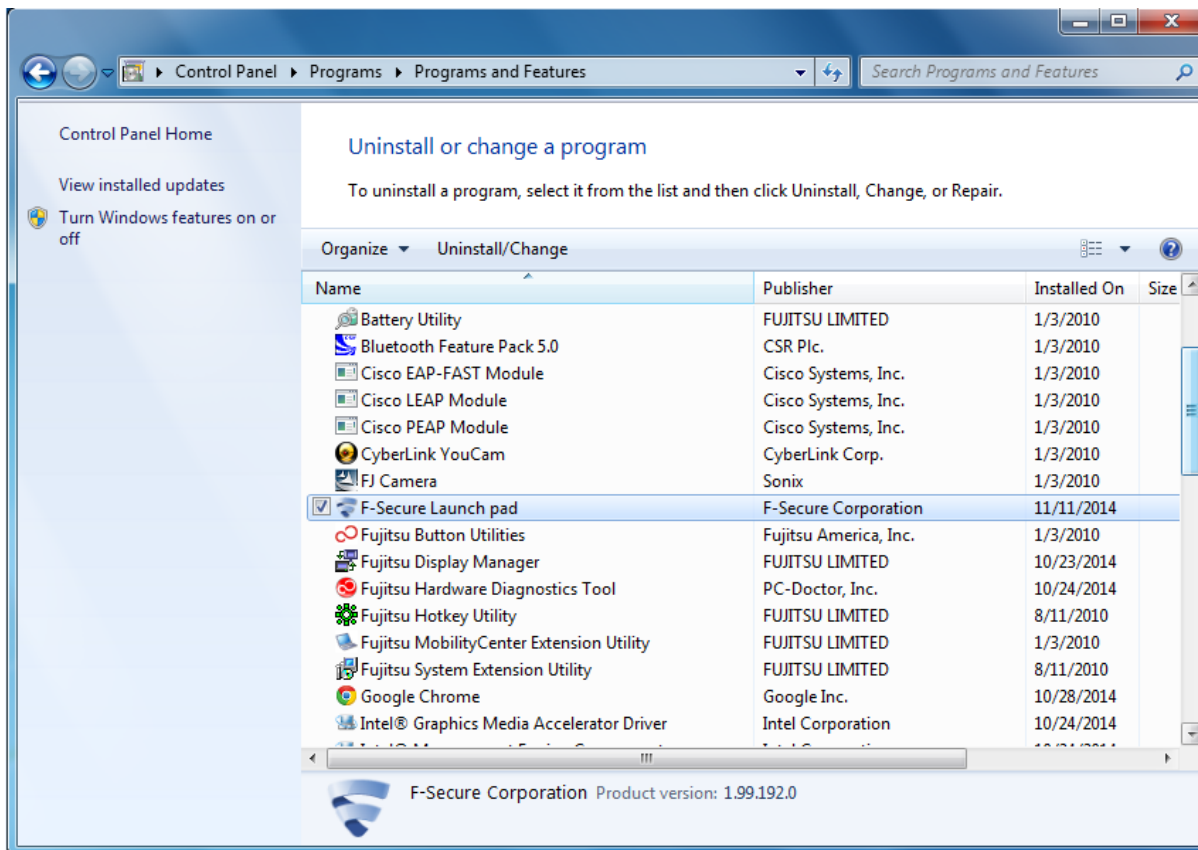 Control Panel Programs Programs and Features Search Programs and Features
Control Panel Home
View installed updates
Turn Windows features on or
off
Uninstall or change a program
To uninstall a program, select it from the list and then click Uninstall, Change, or Repair.
Organize Uninstall/Change
Name Publisher Installed On Size
Battery Utility FUJITSU LIMITED 1/3/2010
Bluetooth Feature Pack 5.0 CSR Plc. 1/3/2010
Cisco EAP-FAST Module Cisco Systems, Inc. 1/3/2010
Cisco LEAP Module Cisco Systems, Inc. 1/3/2010
Cisco PEAP Module Cisco Systems, Inc. 1/3/2010
CyberLink YouCam CyberLink Corp. 1/3/2010
FJ Camera Sonix 1/3/2010
F-Secure Launch pad F-Secure Corporation 11/11/2014
Fujitsu Button Utilities Fujitsu America, Inc. 1/3/2010
Fujitsu Display Manager FUJITSU LIMITED 10/23/2014
Fujitsu Hardware Diagnostics Tool PC-Doctor, Inc. 10/24/2014
Fujitsu Hotkey Utility FUJITSU LIMITED 8/11/2010
Fujitsu MobilityCenter Extension Utility FUJITSU LIMITED 1/3/2010
Fujitsu System Extension Utility FUJITSU LIMITED 8/11/2010
Google Chrome Google Inc. 10/28/2014
Intel® Graphics Media Accelerator Driver Intel Corporation 10/24/2014
F-Secure Corporation Product version: 1.99.192.0